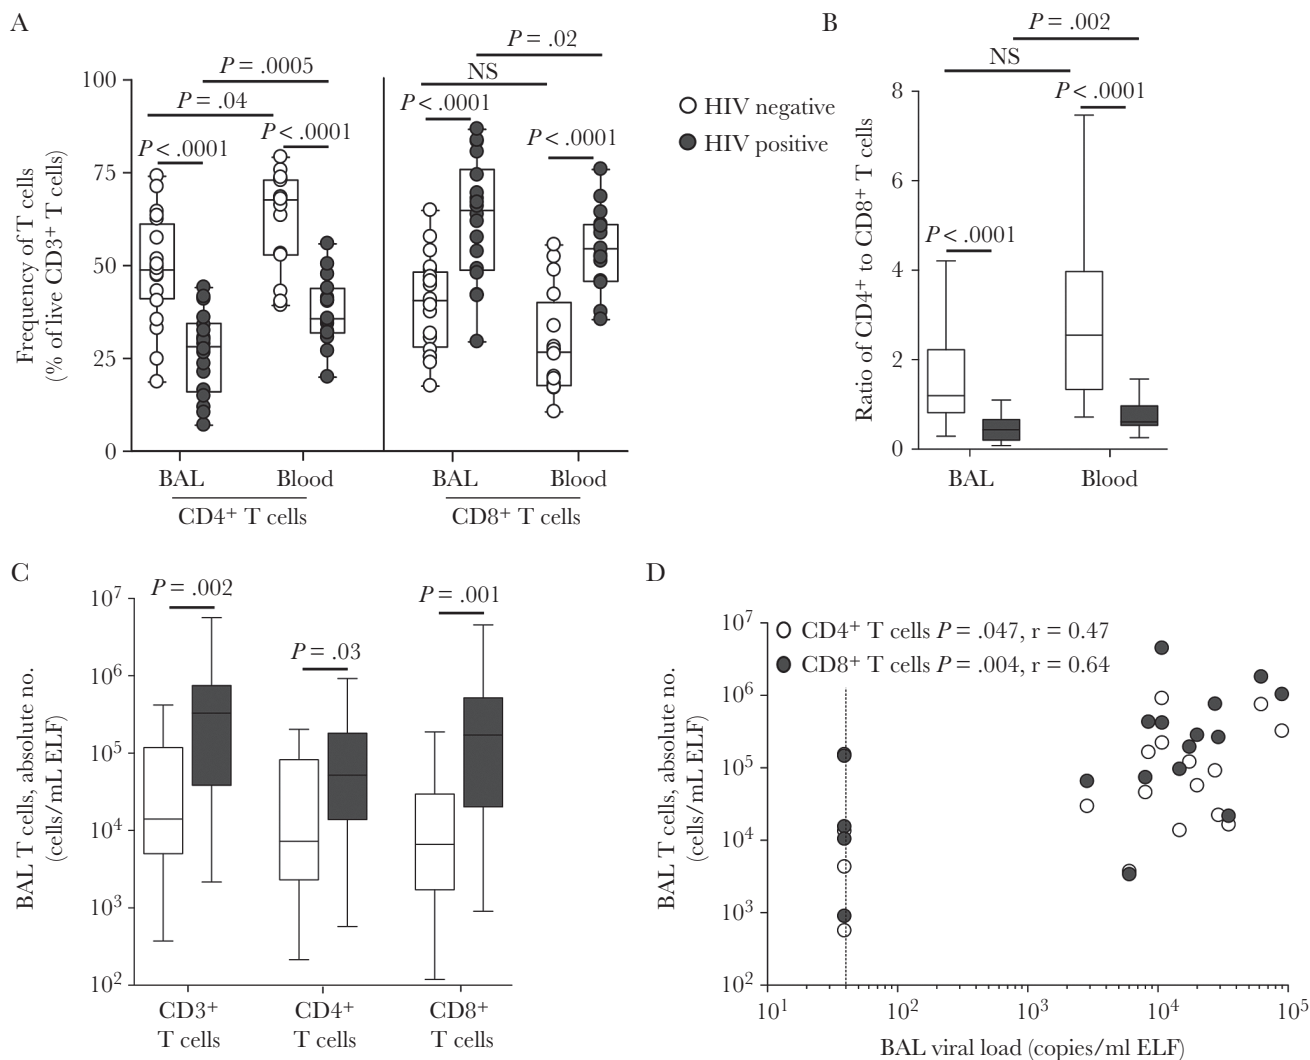 A
P = .02
P = .0005
NS
P = .04
P < .0001
P < .0001
P < .0001
P < .0001
HIV negative
HIV positive
Frequency of T cells
(% of live CD3+ T cells)
100
75
50
25
0
BAL
Blood
BAL
Blood
CD4+ T cells
CD8+ T cells
B
P = .002
NS
P < .0001
P < .0001
Ratio of CD4+ to CD8+ T cells
8
6
4
2
0
BAL
Blood
C
P = .002
P = .03
P = .001
BAL T cells, absolute no.
(cells/mL ELF)
10^7
10^6
10^5
10^4
10^3
10^2
CD3+
T cells
CD4+
T cells
CD8+
T cells
D
CD4+ T cells P = .047, r = 0.47
CD8+ T cells P = .004, r = 0.64
BAL T cells, absolute no.
(cells/mL ELF)
10^7
10^6
10^5
10^4
10^3
10^2
10^1
10^2
10^3
10^4
10^5
BAL viral load (copies/ml ELF)